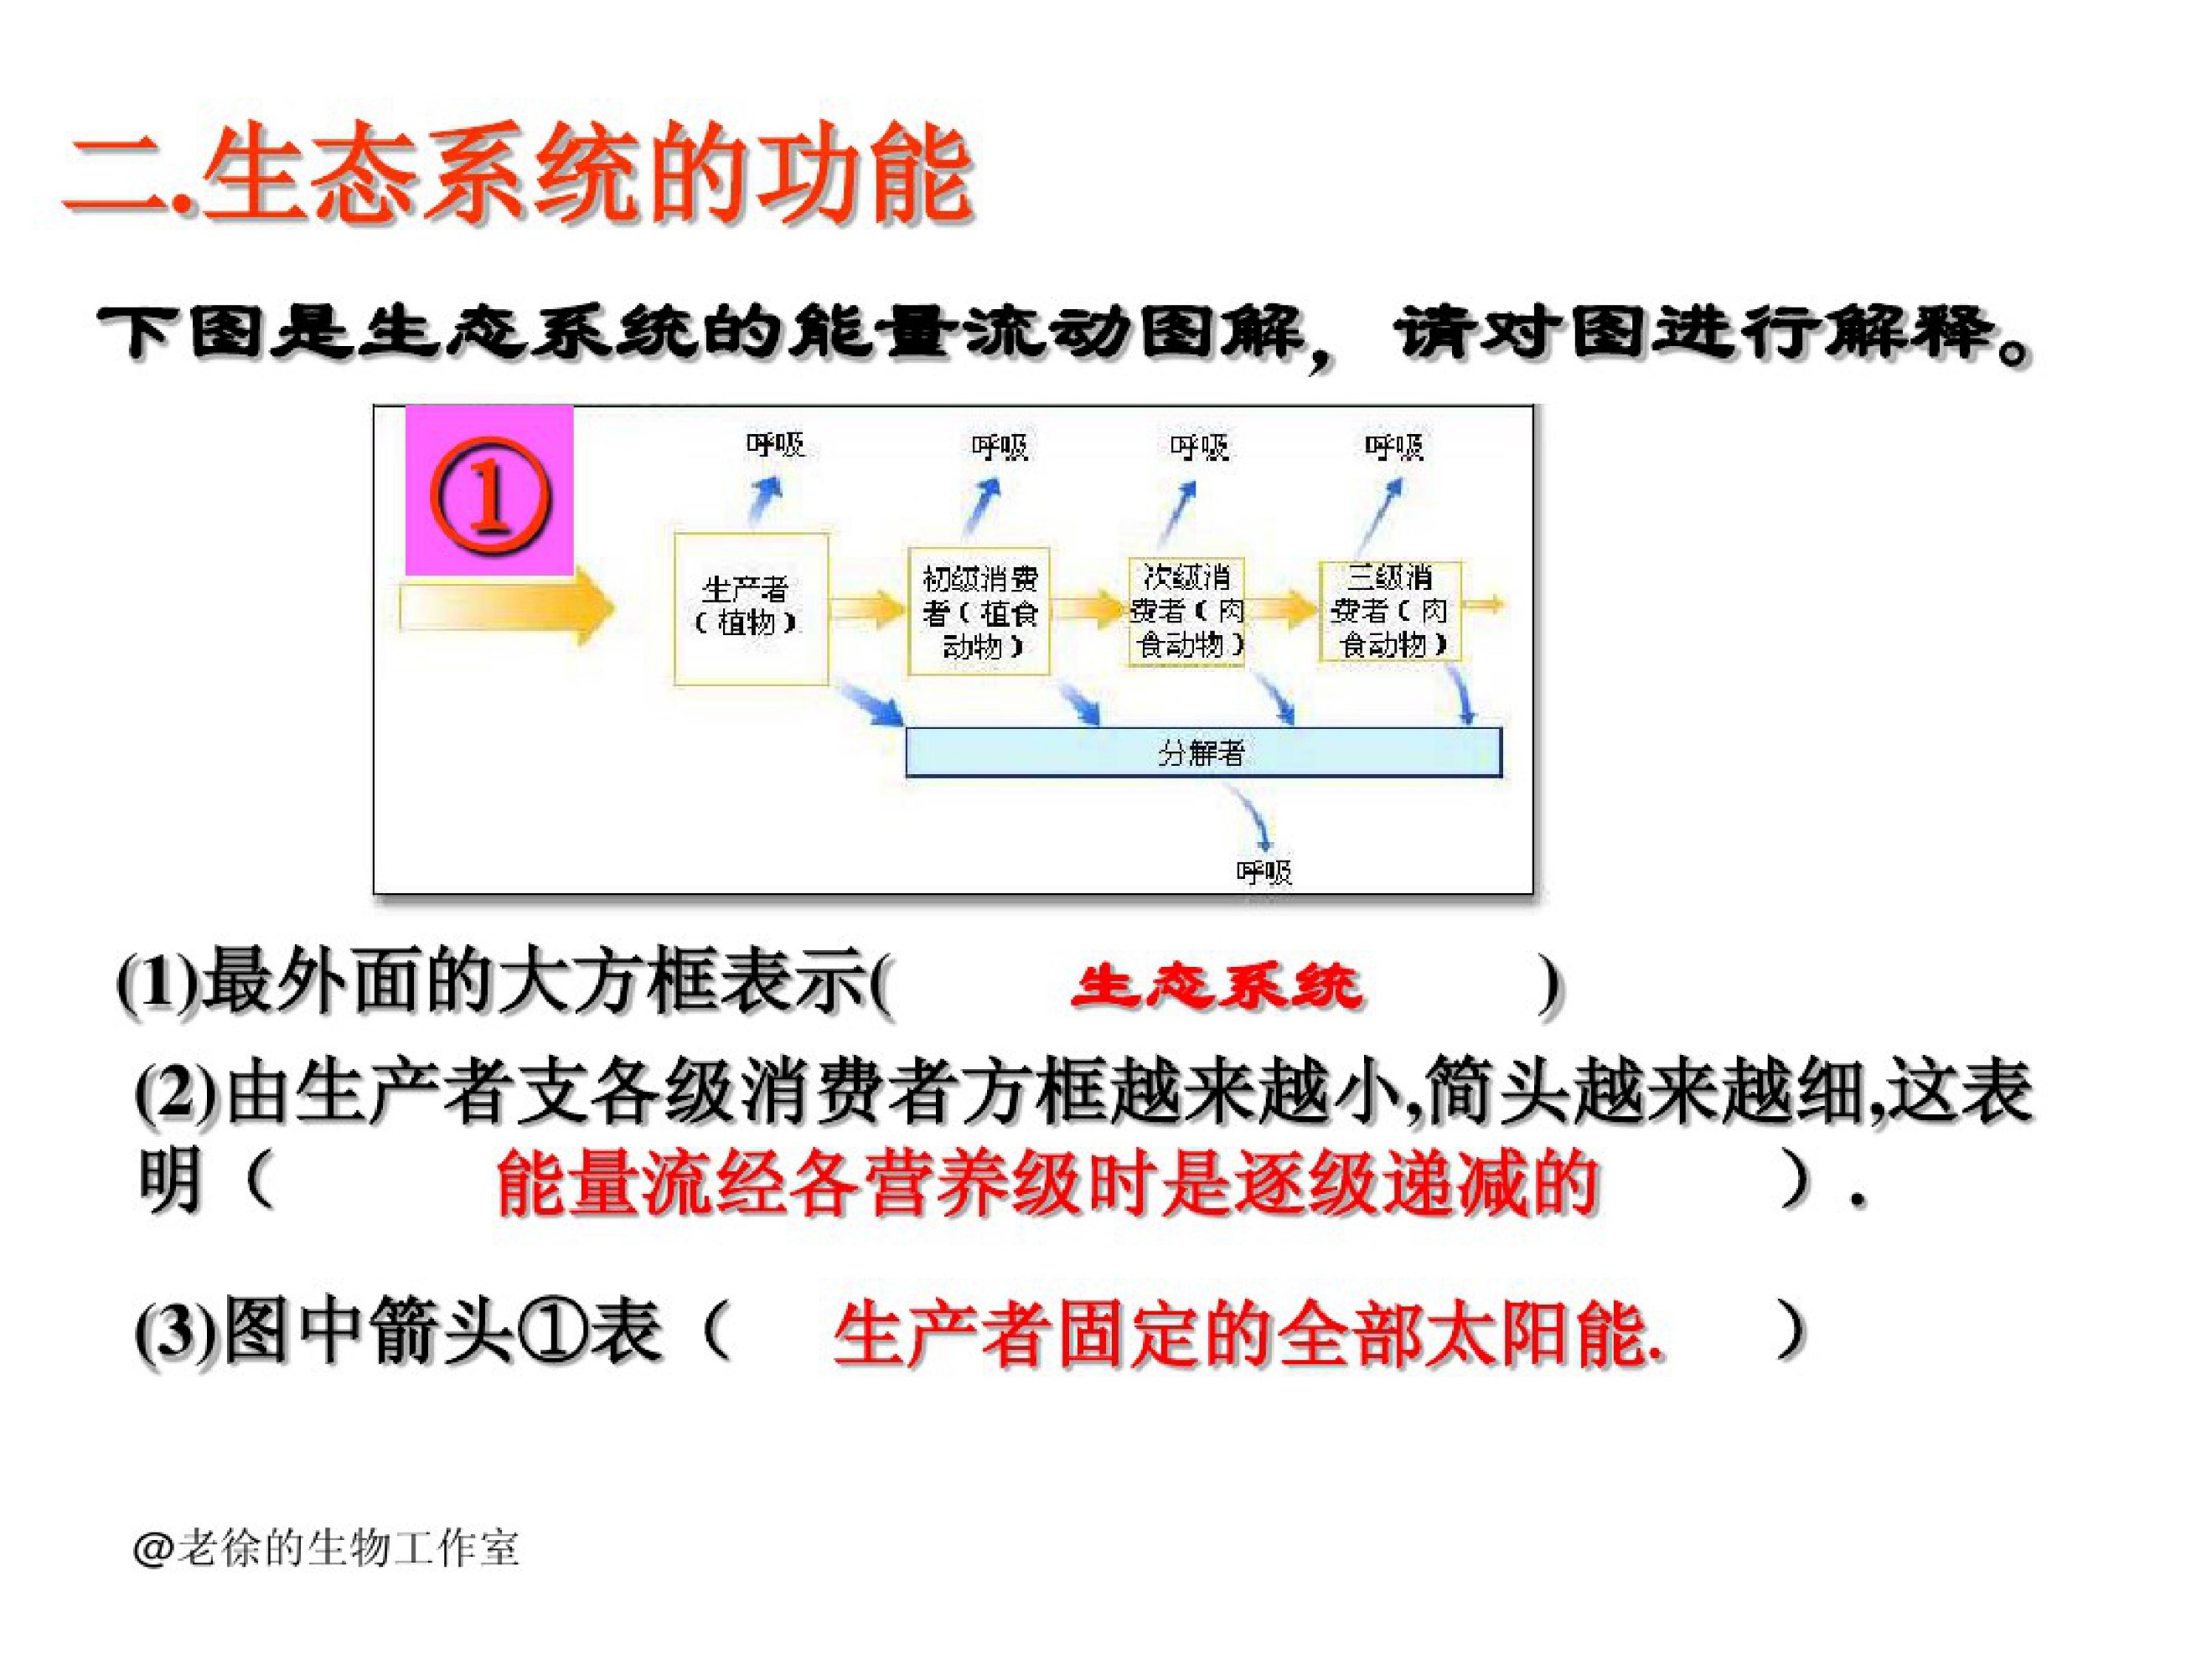 二.生态系统的功能
下图是生态系统的能量流动图解，请对图进行解释。
①
呼吸 呼吸 呼吸 呼吸
生产者
（植物）
初级消费
者（植食
动物）
次级消
费者（肉
食动物）
三级消
费者（肉
食动物）
分解者
呼吸
(1)最外面的大方框表示( 生态系统 )
(2)由生产者支各级消费者方框越来越小,简头越来越细,这表
明（ 能量流经各营养级时是逐级递减的 ）.
(3)图中箭头①表（ 生产者固定的全部太阳能. ）
@老徐的生物工作室